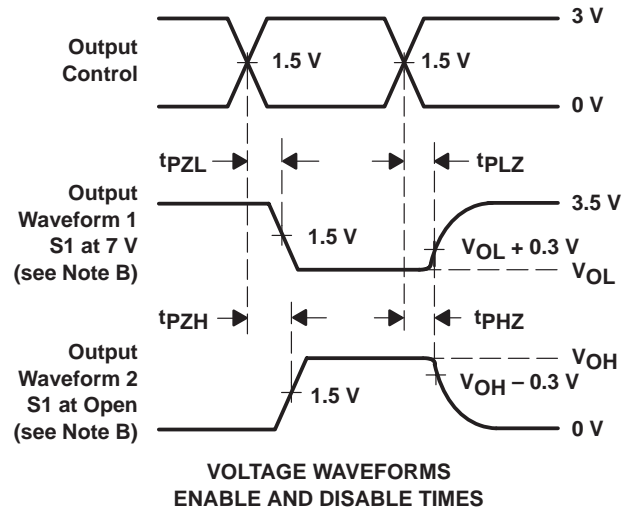 Output
Control
3 V
1.5 V
1.5 V
0 V
tPZL
tPLZ
Output
Waveform 1
S1 at 7 V
(see Note B)
3.5 V
1.5 V
VOL + 0.3 V
VOL
tPZH
tPHZ
Output
Waveform 2
S1 at Open
(see Note B)
VOH
1.5 V
VOH – 0.3 V
0 V
VOLTAGE WAVEFORMS
ENABLE AND DISABLE TIMES